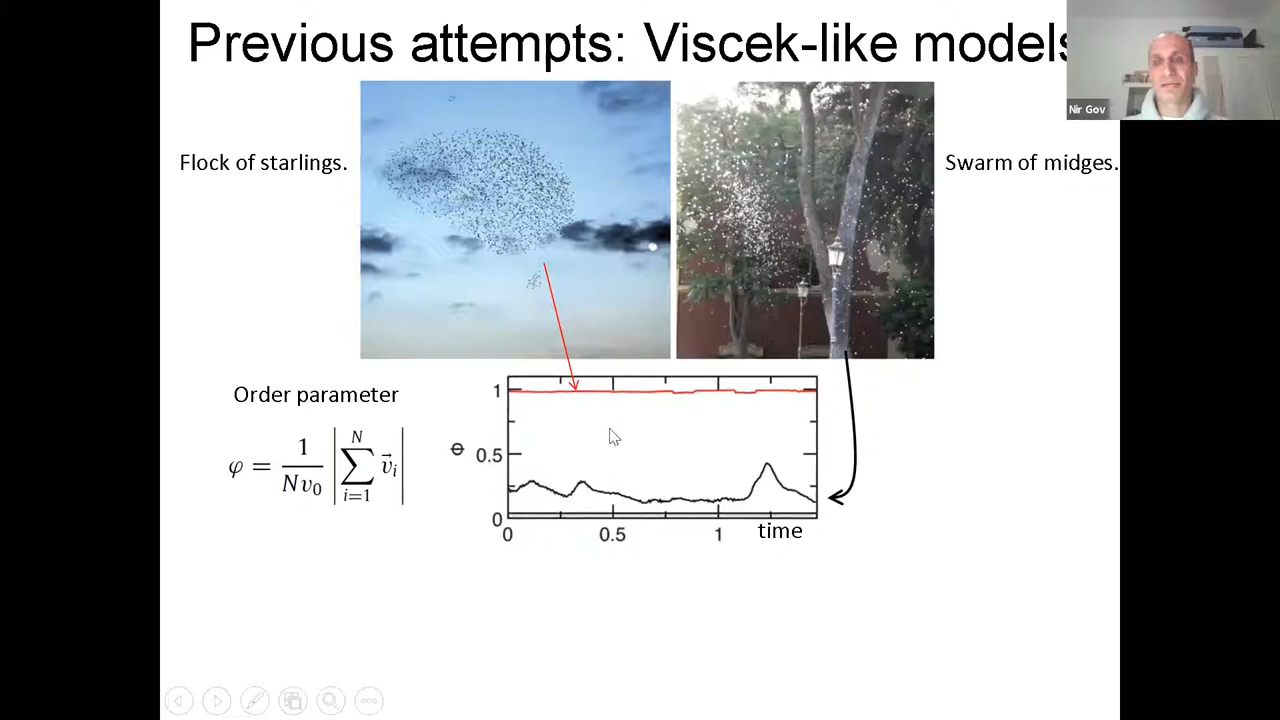 Previous attempts: Viscek-like models
Nir Gov
Flock of starlings.
Swarm of midges.
Order parameter
φ = 1/(Nv₀) |∑_{i=1}^{N} v⃗ᵢ|
Φ
1
0.5
0
0 0.5 1 time